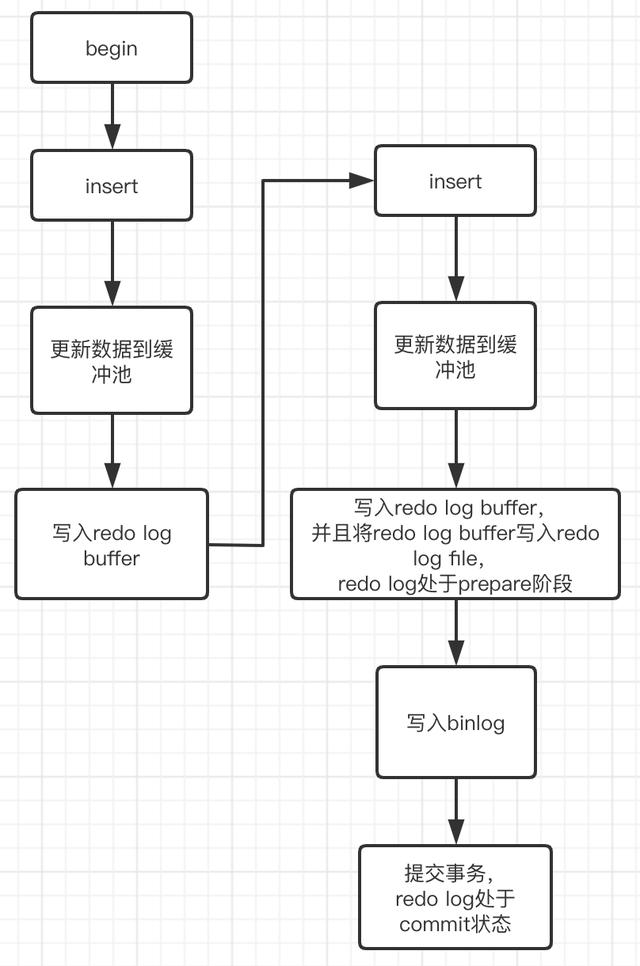 begin
insert
更新数据到缓
冲池
写入redo log
buffer
insert
更新数据到缓
冲池
写入redo log buffer，
并且将redo log buffer写入redo
log file，
redo log处于prepare阶段
写入binlog
提交事务，
redo log处于
commit状态